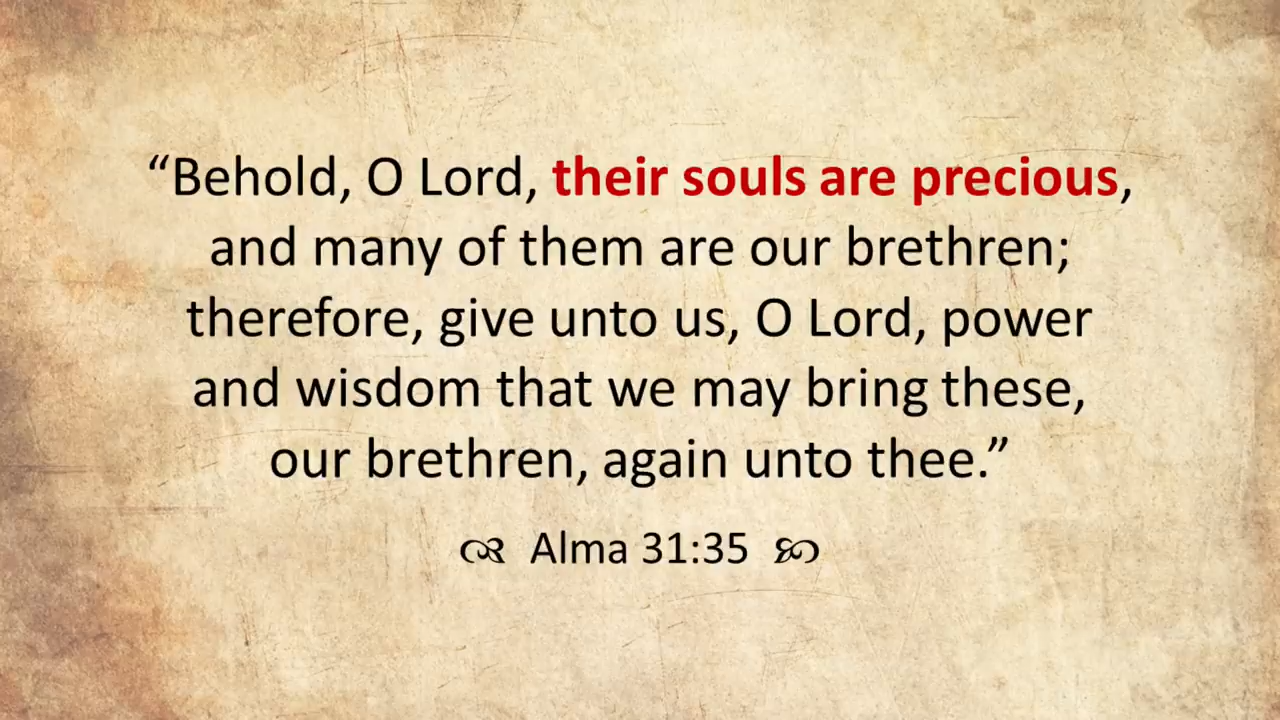 “Behold, O Lord, their souls are precious,
and many of them are our brethren;
therefore, give unto us, O Lord, power
and wisdom that we may bring these,
our brethren, again unto thee.”
Alma 31:35